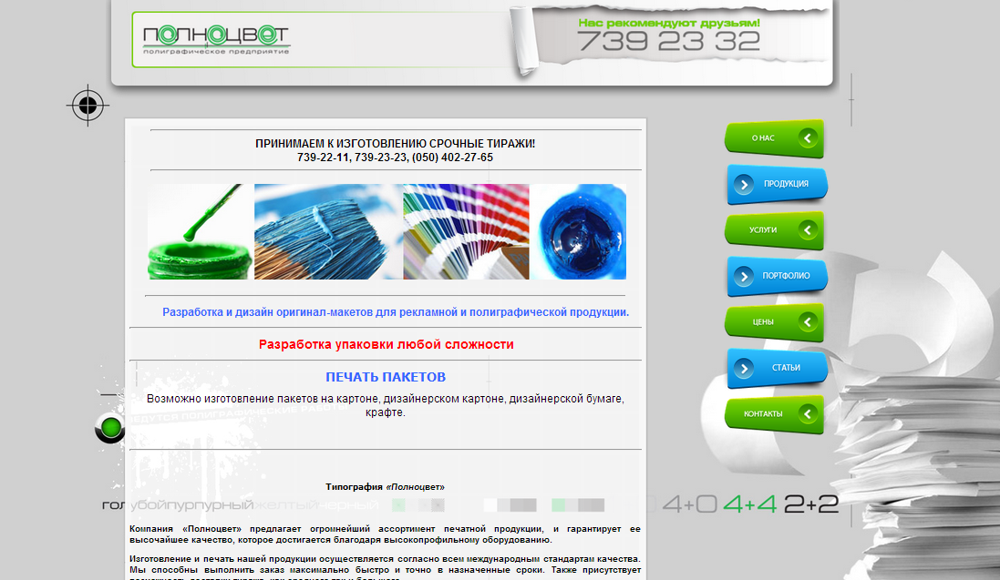 ПОЛНОЦВЕТ
полиграфическое предприятие
Нас рекомендуют друзьям!
739 23 32
ПРИНИМАЕМ К ИЗГОТОВЛЕНИЮ СРОЧНЫЕ ТИРАЖИ!
739-22-11, 739-23-23, (050) 402-27-65
О НАС
ПРОДУКЦИЯ
УСЛУГИ
ПОРТФОЛИО
ЦЕНЫ
СТАТЬИ
КОНТАКТЫ
Разработка и дизайн оригинал-макетов для рекламной и полиграфической продукции.
Разработка упаковки любой сложности
ПЕЧАТЬ ПАКЕТОВ
Возможно изготовление пакетов на картоне, дизайнерском картоне, дизайнерской бумаге,
крафте.
ВЕДУТСЯ ПОЛИГРАФИЧЕСКИЕ РАБОТЫ
Типография «Полноцвет»
голубойпурпурныйжелтыйчерный
4+0 4+4 2+2
Компания «Полноцвет» предлагает огромнейший ассортимент печатной продукции, и гарантирует ее
высочайшее качество, которое достигается благодаря высокопрофильному оборудованию.
Изготовление и печать нашей продукции осуществляется согласно всем международным стандартам качества.
Мы способны выполнить заказ максимально быстро и точно в назначенные сроки. Также присутствует